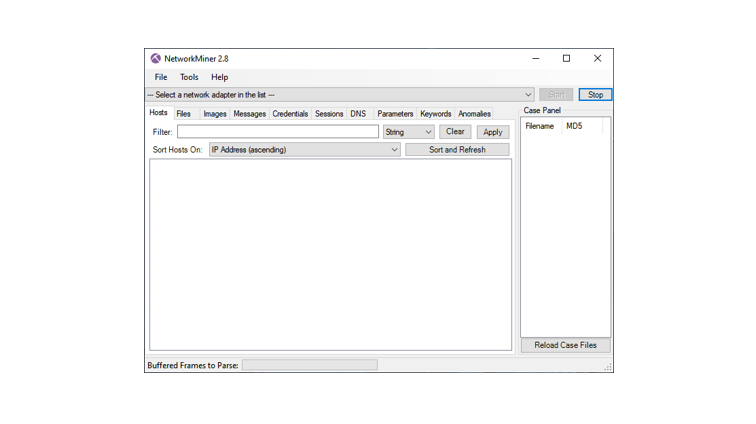 NetworkMiner 2.8
File Tools Help
--- Select a network adapter in the list ---
Start Stop
Hosts Files Images Messages Credentials Sessions DNS Parameters Keywords Anomalies
Case Panel
Filter: String Clear Apply
Filename MD5
Sort Hosts On: IP Address (ascending) Sort and Refresh
Reload Case Files
Buffered Frames to Parse: